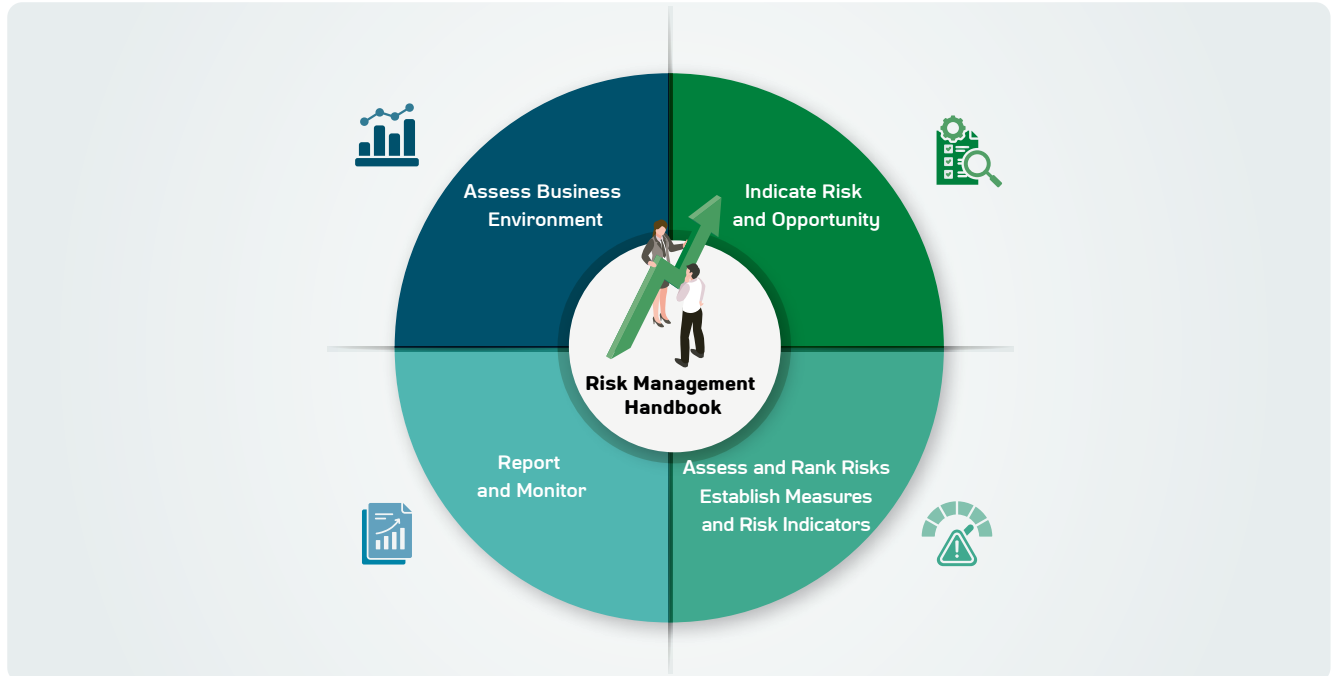 Assess Business
Environment
Indicate Risk
and Opportunity
Risk Management
Handbook
Report
and Monitor
Assess and Rank Risks
Establish Measures
and Risk Indicators